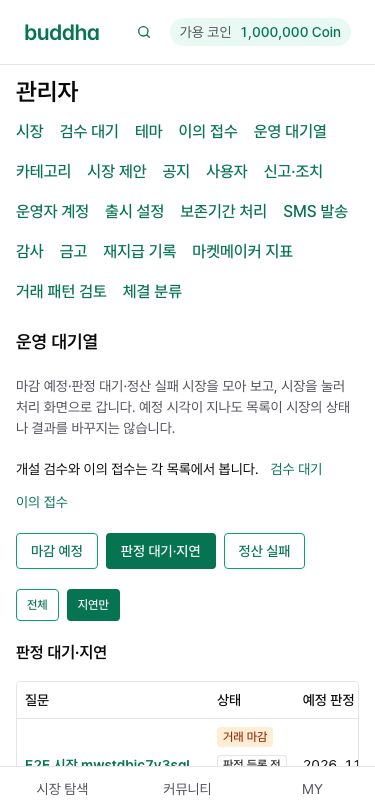 buddha
가용 코인 1,000,000 Coin
관리자
시장 검수 대기 테마 이의 접수 운영 대기열
카테고리 시장 제안 공지 사용자 신고·조치
운영자 계정 출시 설정 보존기간 처리 SMS 발송
감사 금고 재지급 기록 마켓메이커 지표
거래 패턴 검토 체결 분류
운영 대기열
마감 예정·판정 대기·정산 실패 시장을 모아 보고, 시장을 눌러
처리 화면으로 갑니다. 예정 시각이 지나도 목록이 시장의 상태
나 결과를 바꾸지는 않습니다.
개설 검수와 이의 접수는 각 목록에서 봅니다. 검수 대기
이의 접수
마감 예정 판정 대기·지연 정산 실패
전체 지연만
판정 대기·지연
질문 상태 예정 판정
거래 마감
E2E 시장 판정 등록 전
시장 탐색 커뮤니티 MY